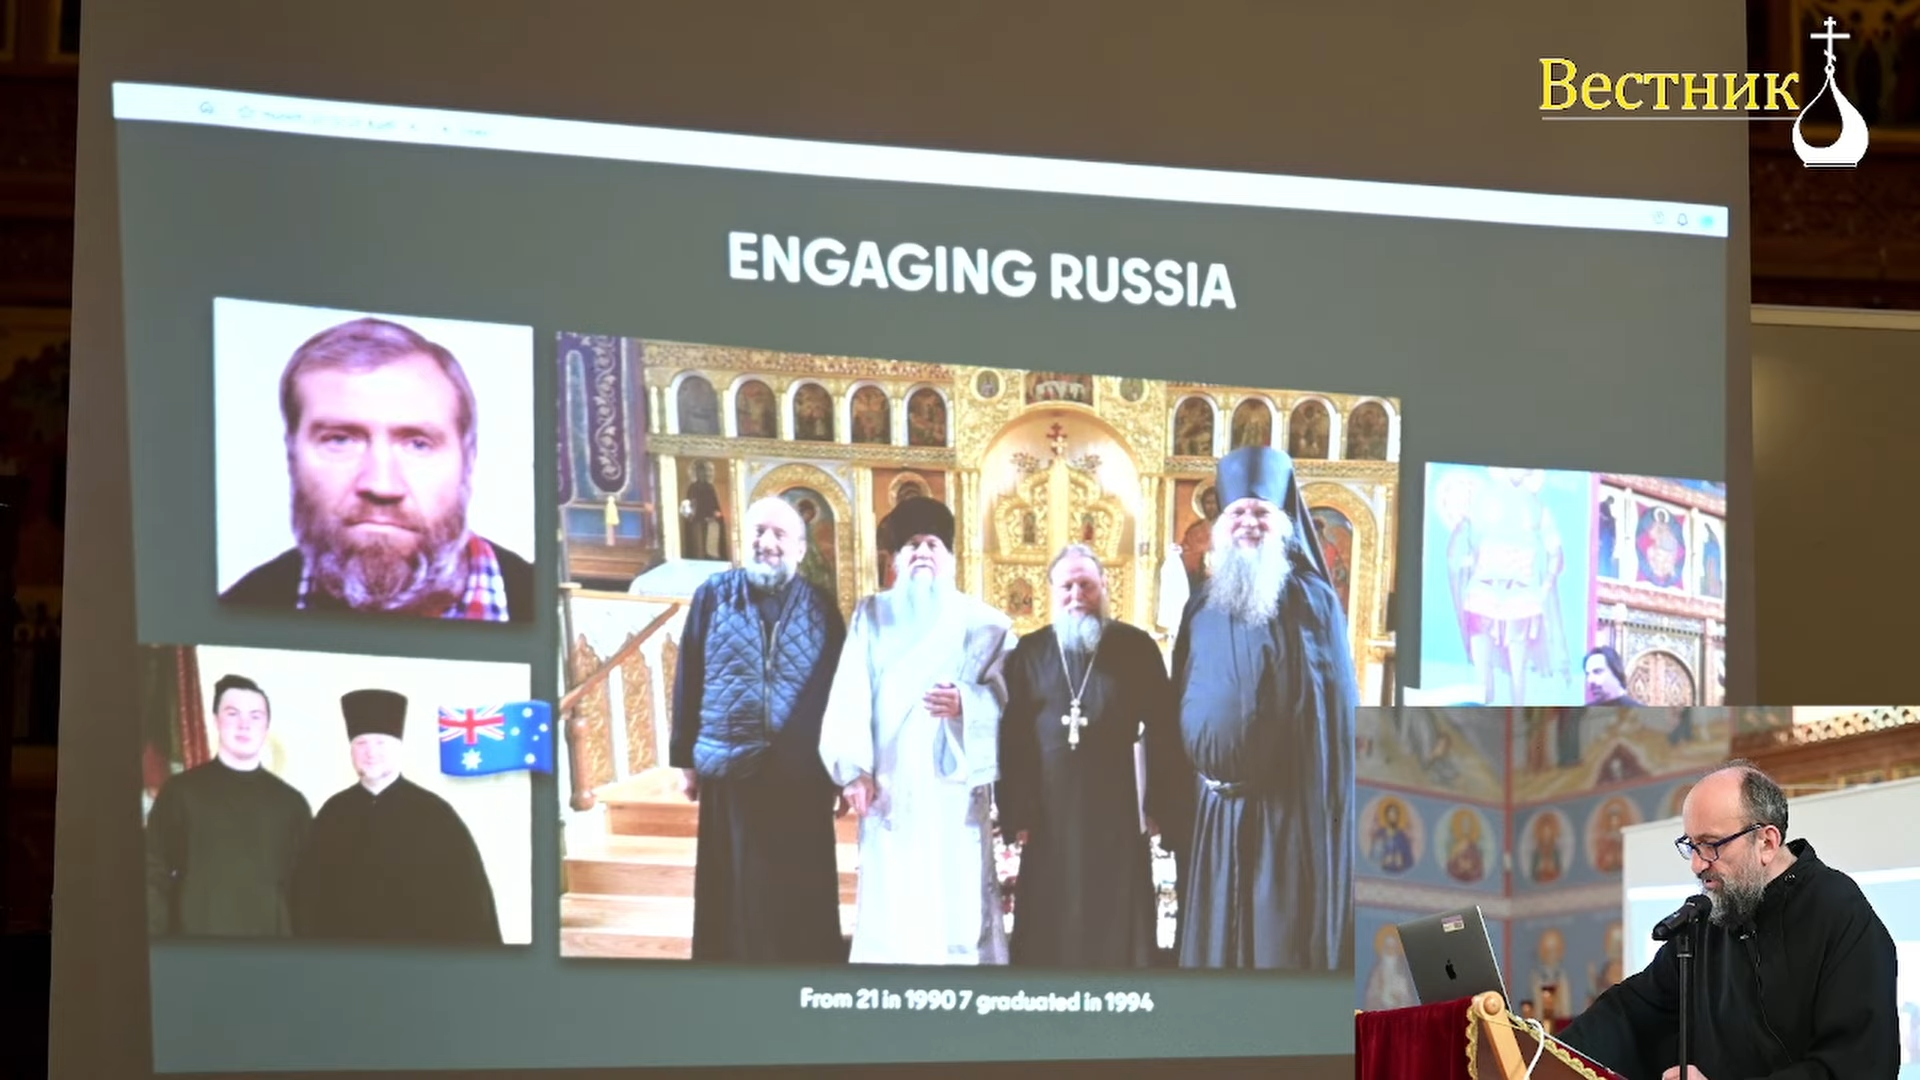 Вестник
ENGAGING RUSSIA
From 21 in 1990 7 graduated in 1994